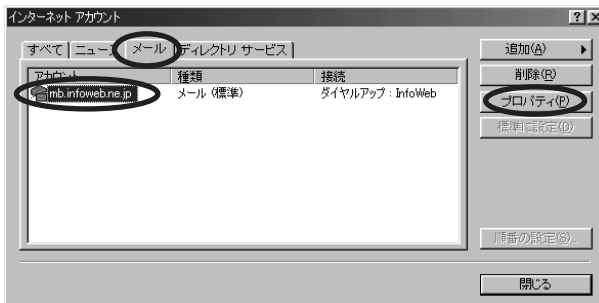 インターネット アカウント
すべて ニュース メール ディレクトリ サービス
追加(A)
アカウント 種類 接続
mb.infoweb.ne.jp メール (標準) ダイヤルアップ : InfoWeb
削除(R)
プロパティ(P)
標準に設定(D)
順番の設定(S)...
閉じる